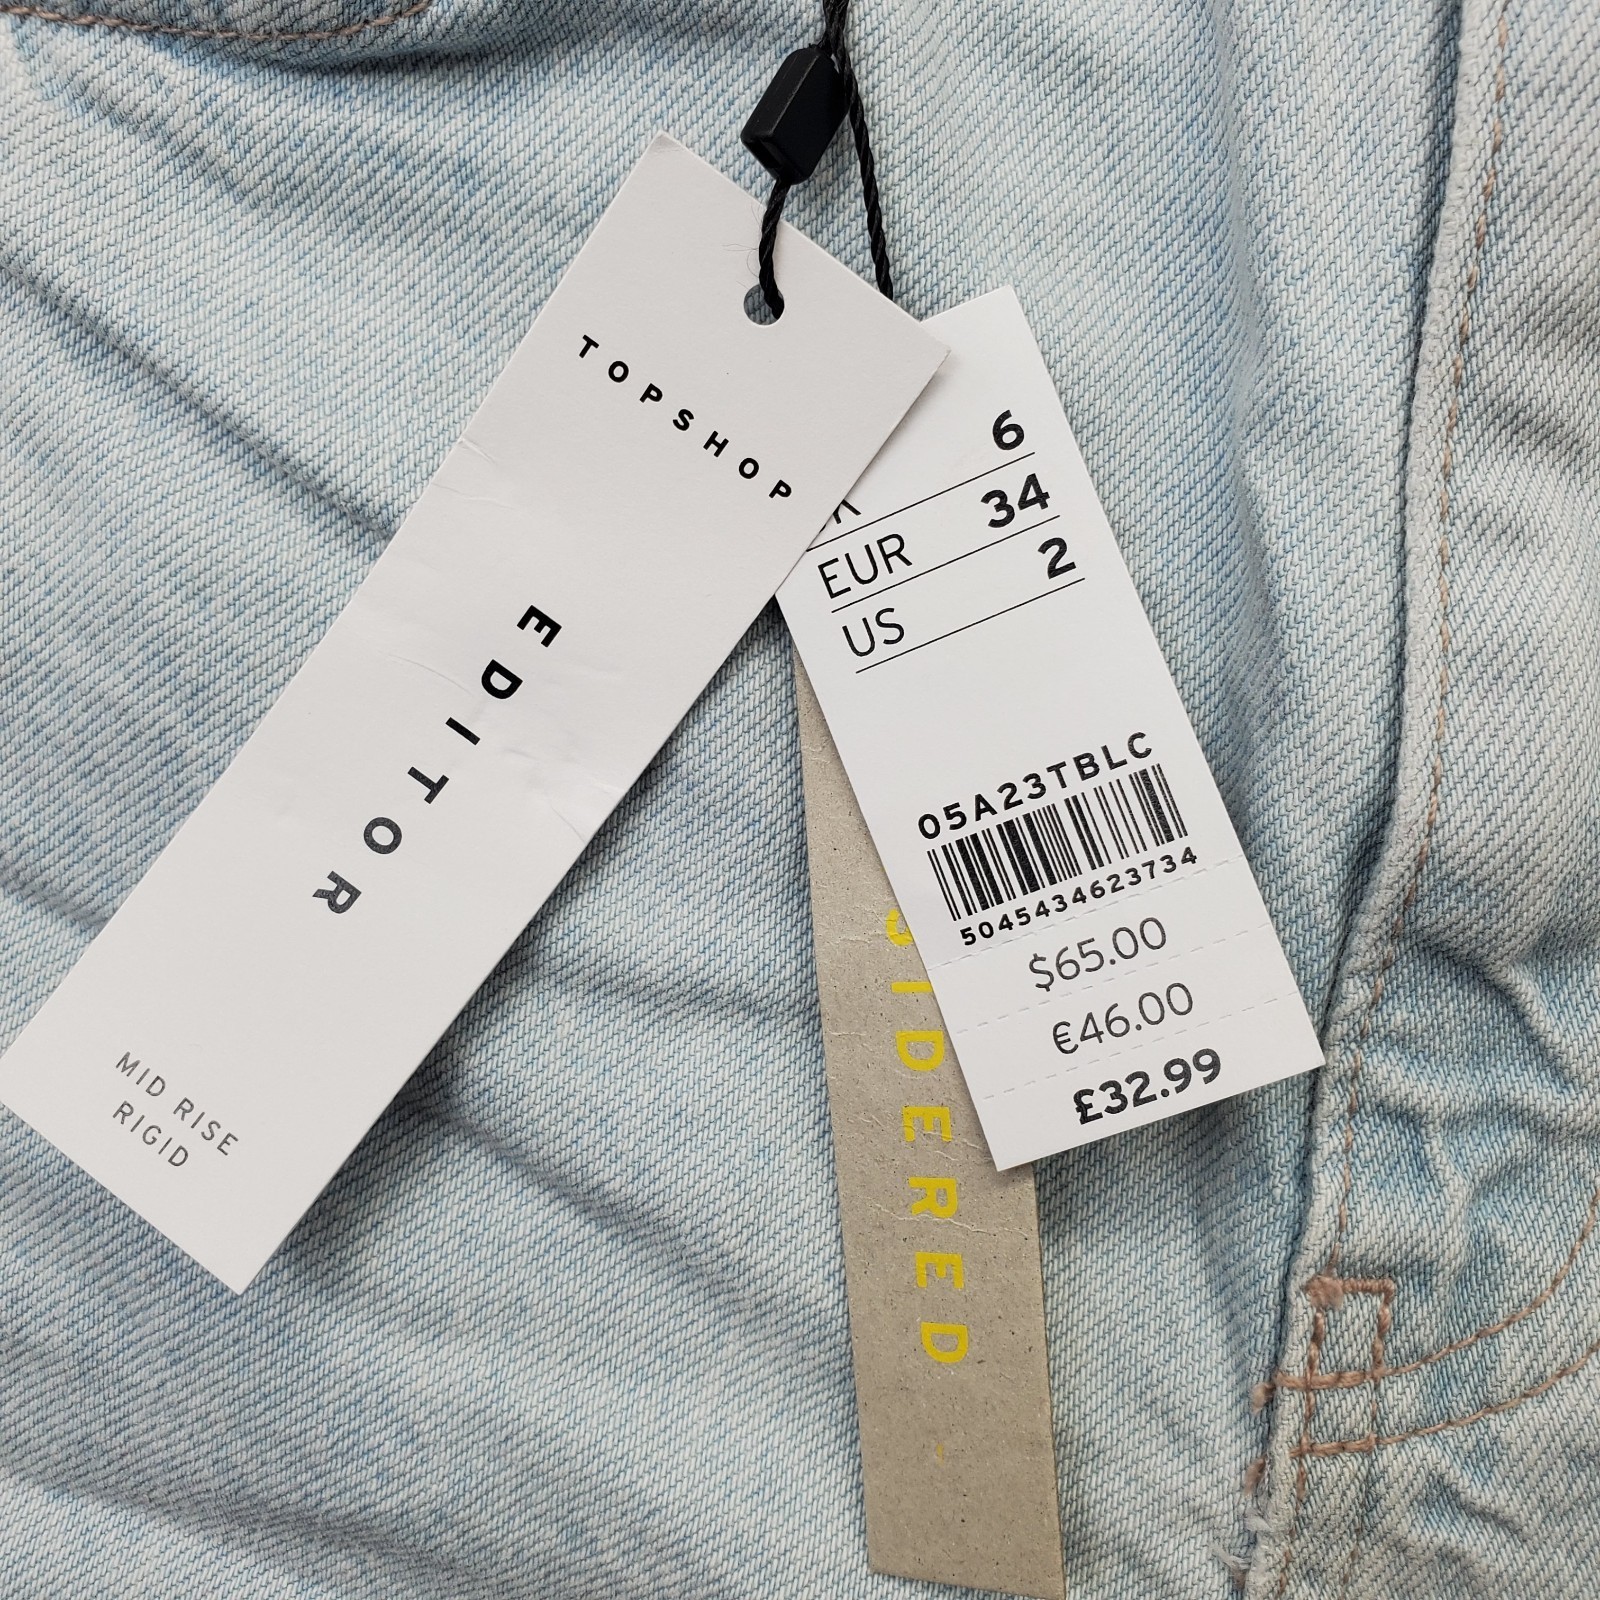 TOPSHOP
EDITOR
MID RISE
RIGID
6
EUR 34
US 2
05A23TBLC
5045434623734
$65.00
€46.00
£32.99
SIDERED